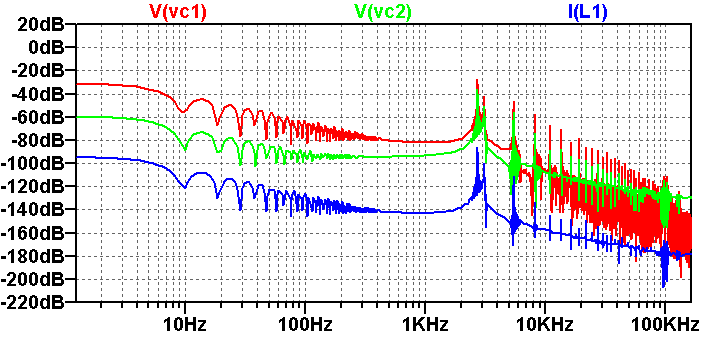 V(vc1) V(vc2) I(L1)
20dB
0dB
-20dB
-40dB
-60dB
-80dB
-100dB
-120dB
-140dB
-160dB
-180dB
-200dB
-220dB
10Hz 100Hz 1KHz 10KHz 100KHz